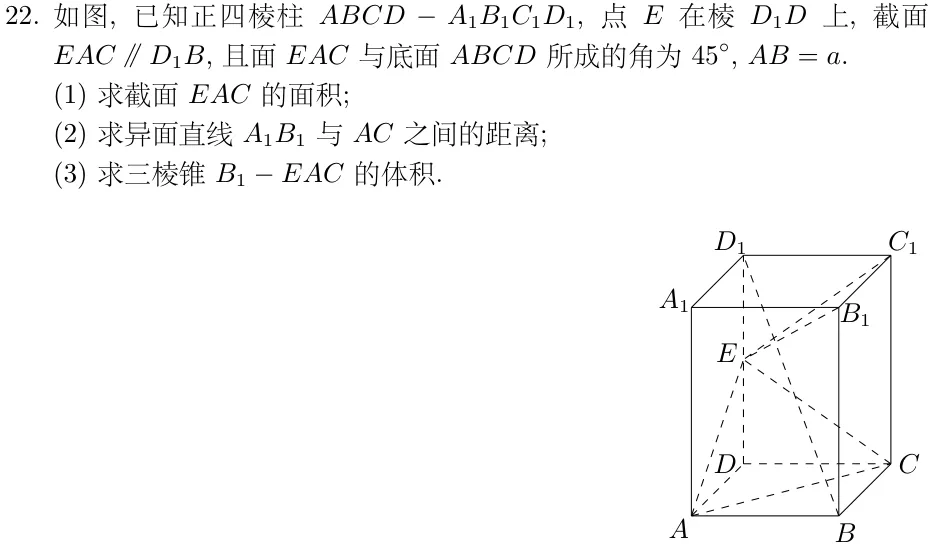 22. 如图, 已知正四棱柱 ABCD − A₁B₁C₁D₁, 点 E 在棱 D₁D 上, 截面
EAC ∥ D₁B, 且面 EAC 与底面 ABCD 所成的角为 45°, AB = a.
(1) 求截面 EAC 的面积;
(2) 求异面直线 A₁B₁ 与 AC 之间的距离;
(3) 求三棱锥 B₁ − EAC 的体积.
D₁ C₁
A₁ B₁
E
D C
A B